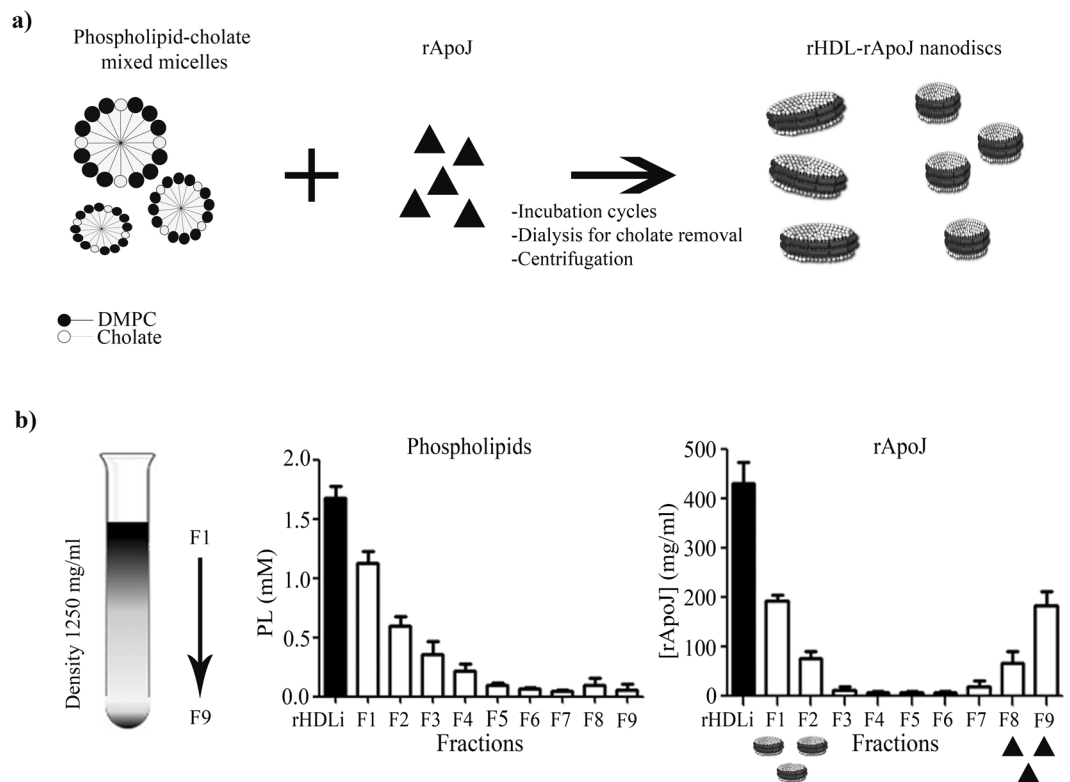 a)
Phospholipid-cholate
mixed micelles
rApoJ
rHDL-rApoJ nanodiscs
-Incubation cycles
-Dialysis for cholate removal
-Centrifugation
DMPC
Cholate
b)
Density 1250 mg/ml
F1
F9
Phospholipids
PL (mM)
2.0
1.5
1.0
0.5
0.0
rHDLi F1 F2 F3 F4 F5 F6 F7 F8 F9
Fractions
rApoJ
[rApoJ] (mg/ml)
500
400
300
200
100
0
rHDLi F1 F2 F3 F4 F5 F6 F7 F8 F9
Fractions